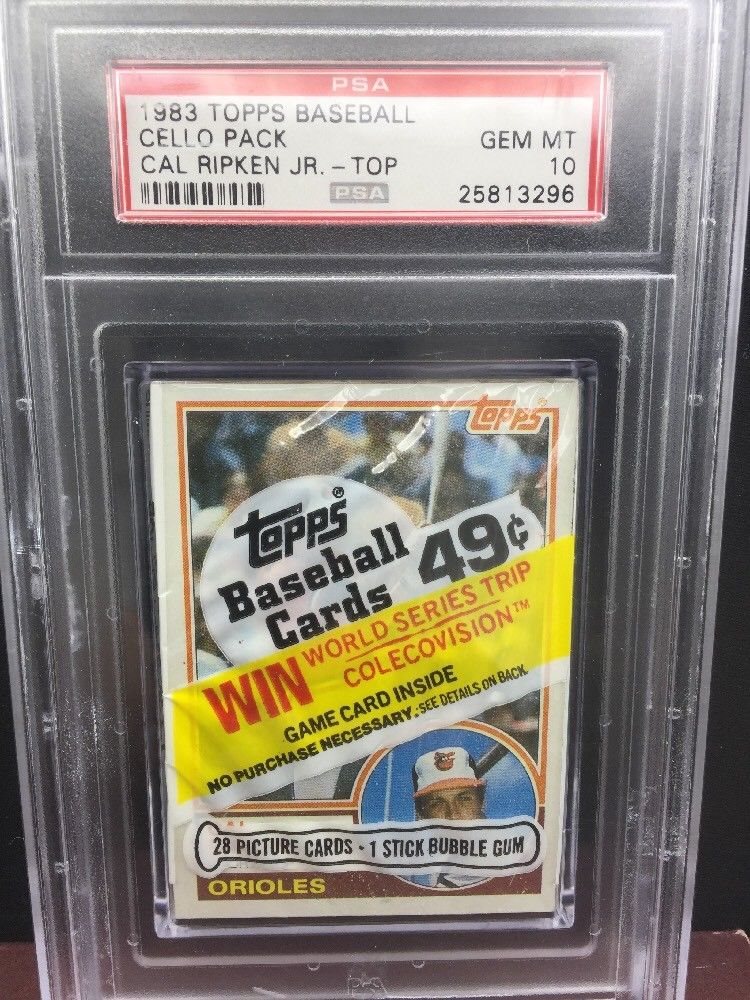 PSA
1983 TOPPS BASEBALL
CELLO PACK GEM MT
CAL RIPKEN JR. - TOP 10
PSA 25813296
topps®
topps®
Baseball 49¢
Cards
WIN WORLD SERIES TRIP
COLECOVISION™
GAME CARD INSIDE
NO PURCHASE NECESSARY. SEE DETAILS ON BACK
28 PICTURE CARDS - 1 STICK BUBBLE GUM
ORIOLES